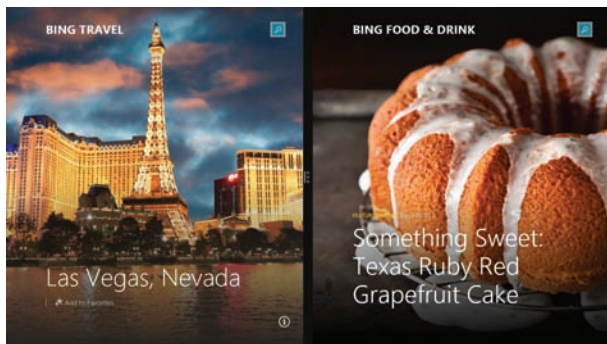 BING TRAVEL
Las Vegas, Nevada
Add to Favorites
BING FOOD & DRINK
Something Sweet:
Texas Ruby Red
Grapefruit Cake